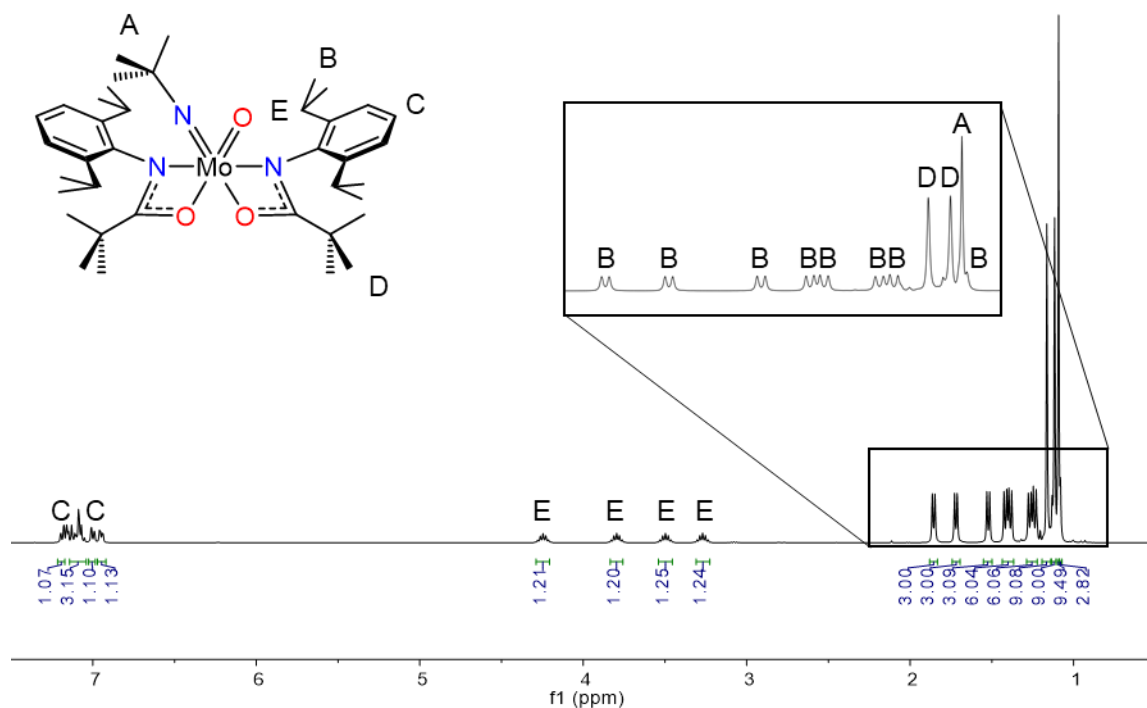 A
B
N
O
E
C
N
Mo
N
O
O
D
A
D D
B B B BB BB B
C C E E E E
1.07
3.15
1.10
1.13
1.21
1.20
1.25
1.24
3.00
3.00
3.09
6.04
6.06
9.08
9.00
9.49
2.82
7 6 5 4 3 2 1
f1 (ppm)